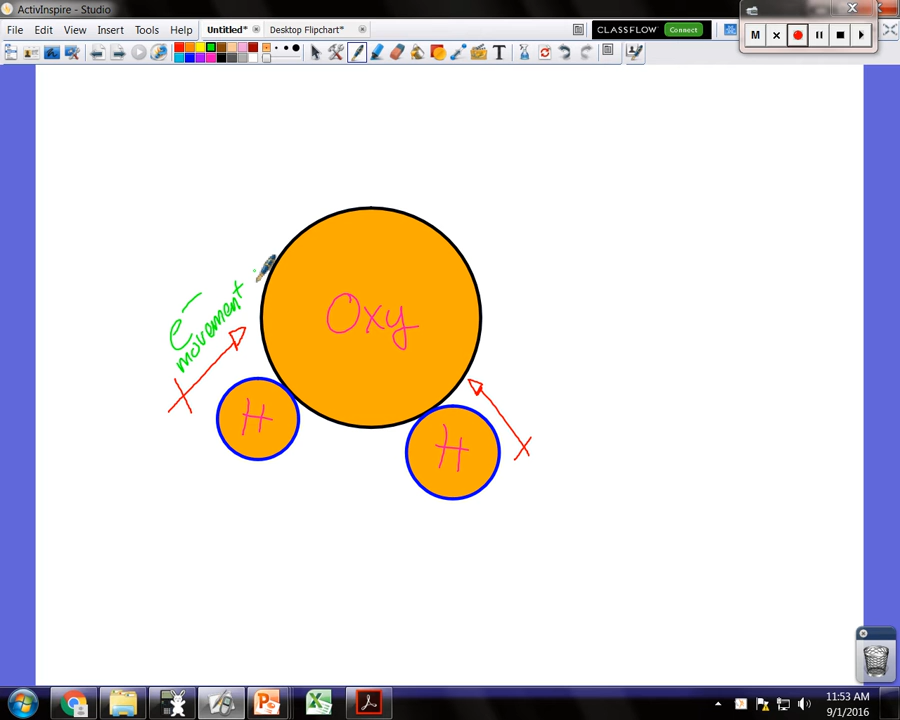 ActivInspire - Studio
File Edit View Insert Tools Help Untitled* Desktop Flipchart* CLASSFLOW Connect
M
T
e-
movement
Oxy
H
H
11:53 AM
9/1/2016